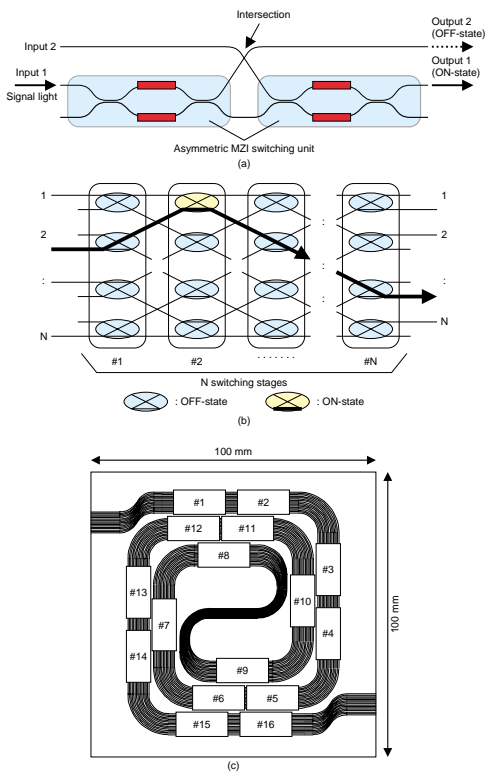 Intersection
Input 2
Output 2
(OFF-state)
Input 1
Output 1
(ON-state)
Signal light
Asymmetric MZI switching unit
(a)
1
1
2
2
:
:
:
:
:
N
N
#1
#2
.......
#N
N switching stages
: OFF-state
: ON-state
(b)
100 mm
#1
#2
#12
#11
#8
#3
#13
#10
#7
#4
#14
#9
#6
#5
#15
#16
100 mm
(c)